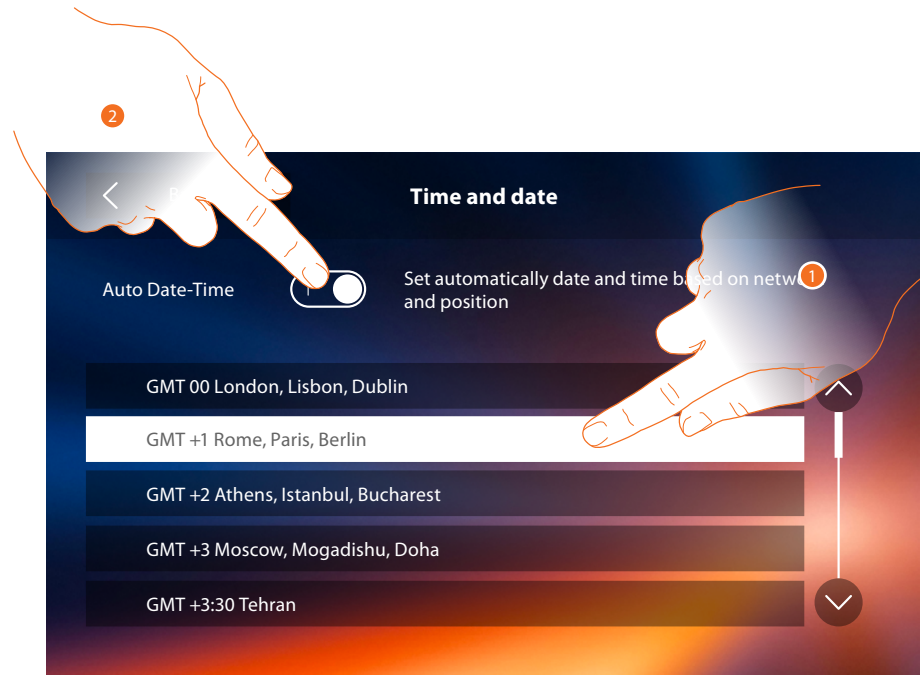 2
Time and date
1
Auto Date-Time
Set automatically date and time based on
and position
GMT 00 London, Lisbon, Dublin
GMT +1 Rome, Paris, Berlin
GMT +2 Athens, Istanbul, Bucharest
GMT +3 Moscow, Mogadishu, Doha
GMT +3:30 Tehran